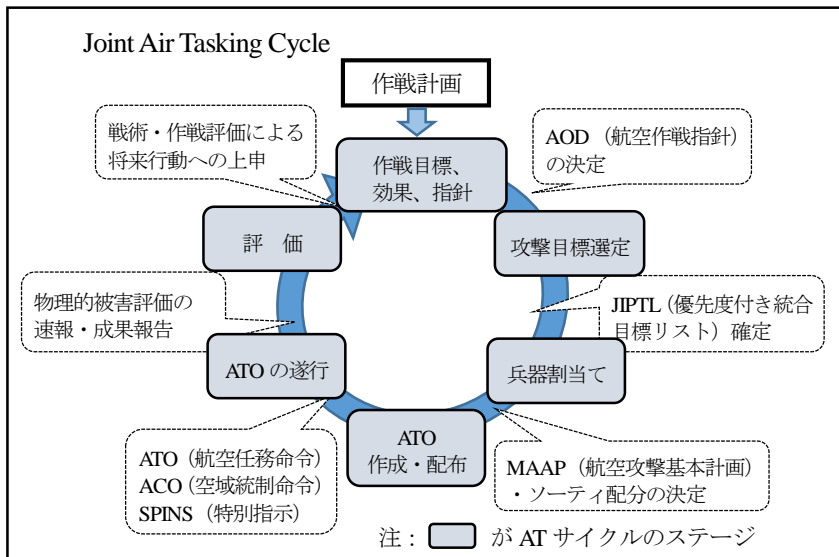 Joint Air Tasking Cycle
作戦計画
戦術・作戦評価による
将来行動への上申
作戦目標、
効果、指針
AOD（航空作戦指針）
の決定
評　価
攻撃目標選定
物理的被害評価の
速報・成果報告
JIPTL（優先度付き統合
目標リスト）確定
ATO の遂行
兵器割当て
ATO
作成・配布
ATO（航空任務命令）
ACO（空域統制命令）
SPINS（特別指示）
MAAP（航空攻撃基本計画）
・ソーティ配分の決定
注： が AT サイクルのステージ